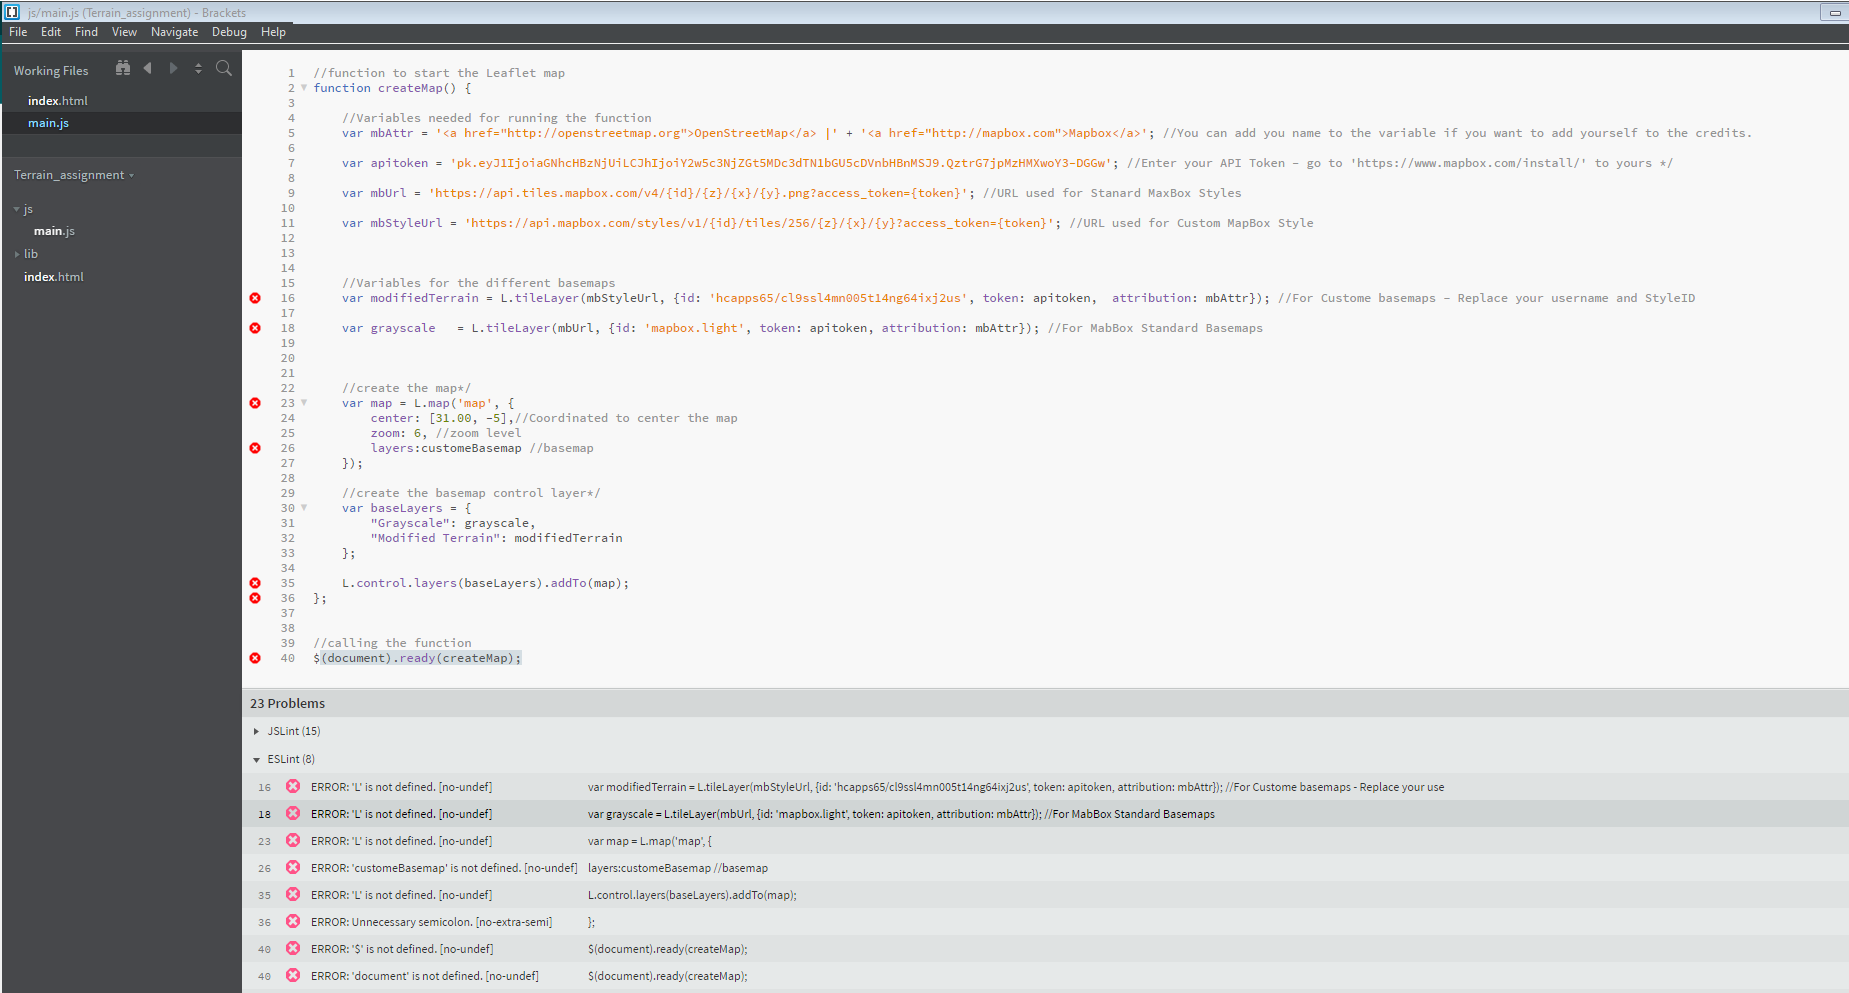 js/main.js (Terrain_assignment) - Brackets
File Edit Find View Navigate Debug Help
Working Files
index.html
main.js
Terrain_assignment
js
main.js
lib
index.html
1 //function to start the Leaflet map
2 function createMap() {
3
4 //Variables needed for running the function
5 var mbAttr = '<a href="http://openstreetmap.org">OpenStreetMap</a> |' + '<a href="http://mapbox.com">Mapbox</a>'; //You can add you name to the variable if you want to add yourself to the credits.
6
7 var apitoken = 'pk.eyJ1IjoiaGNhcHBzNjUiLCJhIjoiY2w5c3NjZGt5MDc3dTN1bGU5cDVnbHBnMSJ9.QztrG7jpMzHMXwoY3-DGGw'; //Enter your API Token - go to 'https://www.mapbox.com/install/' to yours */
8
9 var mbUrl = 'https://api.tiles.mapbox.com/v4/{id}/{z}/{x}/{y}.png?access_token={token}'; //URL used for Stanard MaxBox Styles
10
11 var mbStyleUrl = 'https://api.mapbox.com/styles/v1/{id}/tiles/256/{z}/{x}/{y}?access_token={token}'; //URL used for Custom MapBox Style
12
13
14
15 //Variables for the different basemaps
16 var modifiedTerrain = L.tileLayer(mbStyleUrl, {id: 'hcapps65/cl9ssl4mn005t14ng64ixj2us', token: apitoken, attribution: mbAttr}); //For Custome basemaps - Replace your username and StyleID
17
18 var grayscale = L.tileLayer(mbUrl, {id: 'mapbox.light', token: apitoken, attribution: mbAttr}); //For MabBox Standard Basemaps
19
20
21
22 //create the map*/
23 var map = L.map('map', {
24 center: [31.00, -5],//Coordinated to center the map
25 zoom: 6, //zoom level
26 layers:customeBasemap //basemap
27 });
28
29 //create the basemap control layer*/
30 var baseLayers = {
31 "Grayscale": grayscale,
32 "Modified Terrain": modifiedTerrain
33 };
34
35 L.control.layers(baseLayers).addTo(map);
36 };
37
38
39 //calling the function
40 $(document).ready(createMap);
23 Problems
JSLint (15)
ESLint (8)
16 ERROR: 'L' is not defined. [no-undef] var modifiedTerrain = L.tileLayer(mbStyleUrl, {id: 'hcapps65/cl9ssl4mn005t14ng64ixj2us', token: apitoken, attribution: mbAttr}); //For Custome basemaps - Replace your use
18 ERROR: 'L' is not defined. [no-undef] var grayscale = L.tileLayer(mbUrl, {id: 'mapbox.light', token: apitoken, attribution: mbAttr}); //For MabBox Standard Basemaps
23 ERROR: 'L' is not defined. [no-undef] var map = L.map('map', {
26 ERROR: 'customeBasemap' is not defined. [no-undef] layers:customeBasemap //basemap
35 ERROR: 'L' is not defined. [no-undef] L.control.layers(baseLayers).addTo(map);
36 ERROR: Unnecessary semicolon. [no-extra-semi] };
40 ERROR: '$' is not defined. [no-undef] $(document).ready(createMap);
40 ERROR: 'document' is not defined. [no-undef] $(document).ready(createMap);